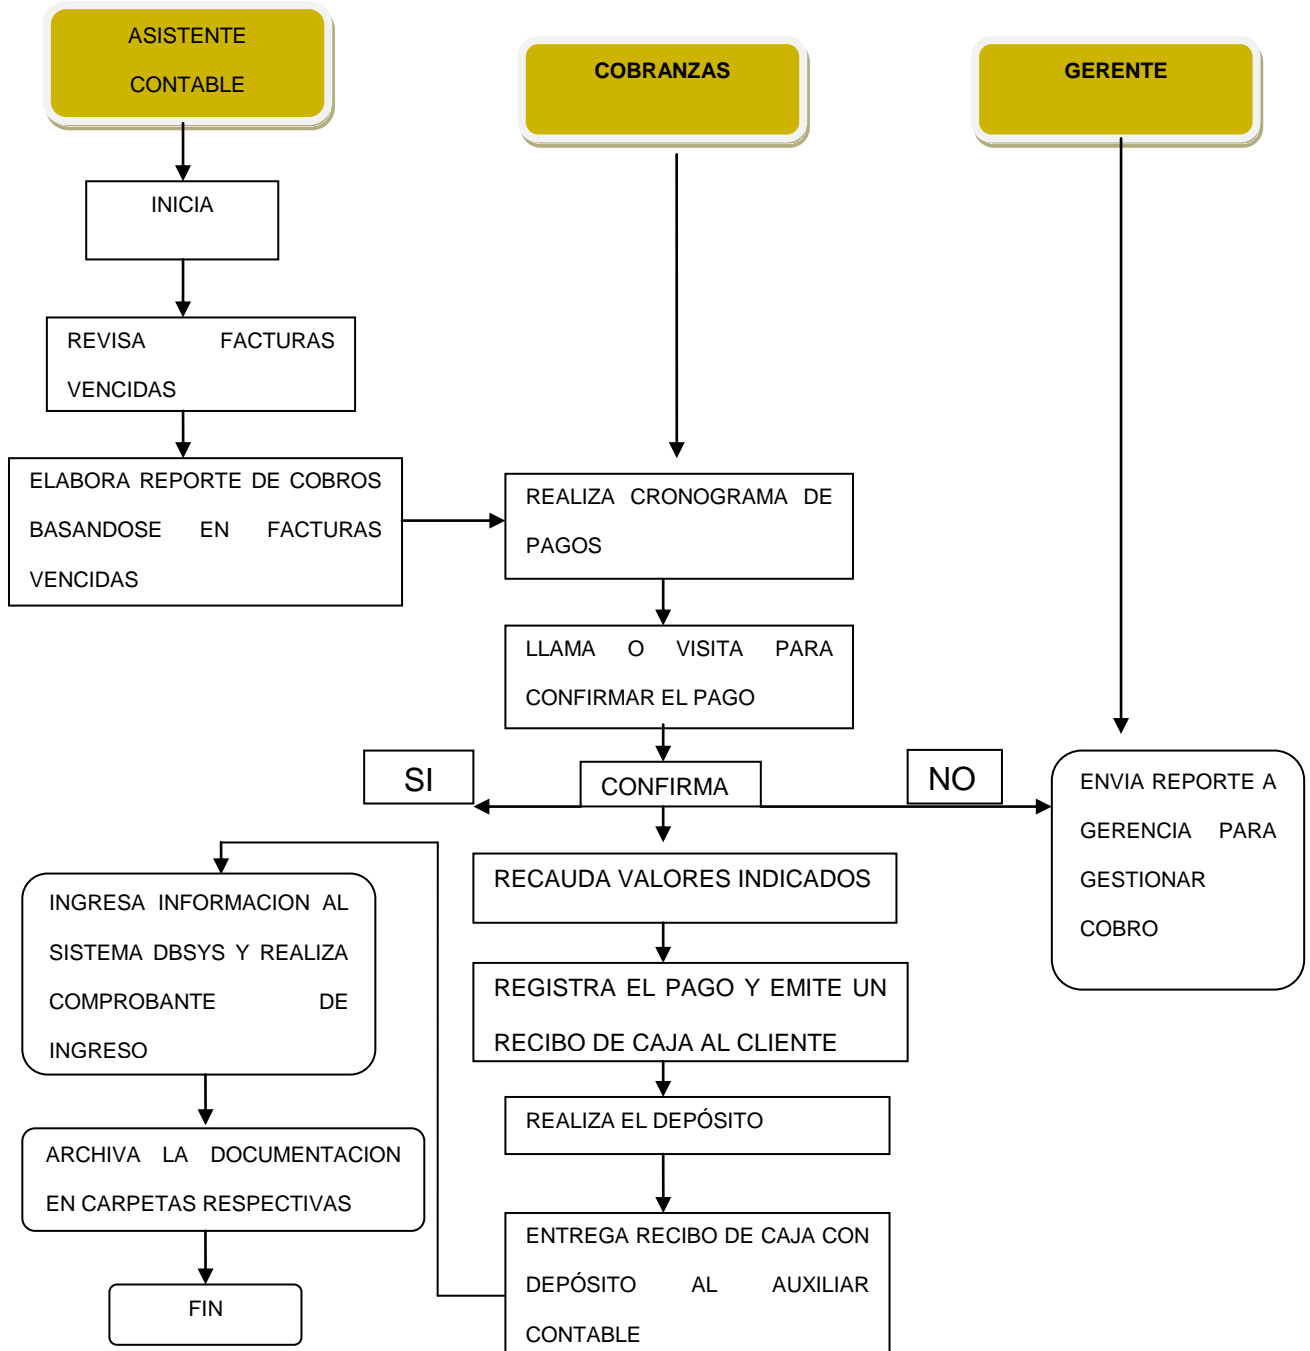 ASISTENTE
CONTABLE
COBRANZAS
GERENTE
INICIA
REVISA FACTURAS
VENCIDAS
ELABORA REPORTE DE COBROS
BASANDOSE EN FACTURAS
VENCIDAS
REALIZA CRONOGRAMA DE
PAGOS
LLAMA O VISITA PARA
CONFIRMAR EL PAGO
SI
CONFIRMA
NO
ENVIA REPORTE A
GERENCIA PARA
GESTIONAR
COBRO
RECAUDA VALORES INDICADOS
REGISTRA EL PAGO Y EMITE UN
RECIBO DE CAJA AL CLIENTE
REALIZA EL DEPÓSITO
ENTREGA RECIBO DE CAJA CON
DEPÓSITO AL AUXILIAR
CONTABLE
INGRESA INFORMACION AL
SISTEMA DBSYS Y REALIZA
COMPROBANTE DE
INGRESO
ARCHIVA LA DOCUMENTACION
EN CARPETAS RESPECTIVAS
FIN